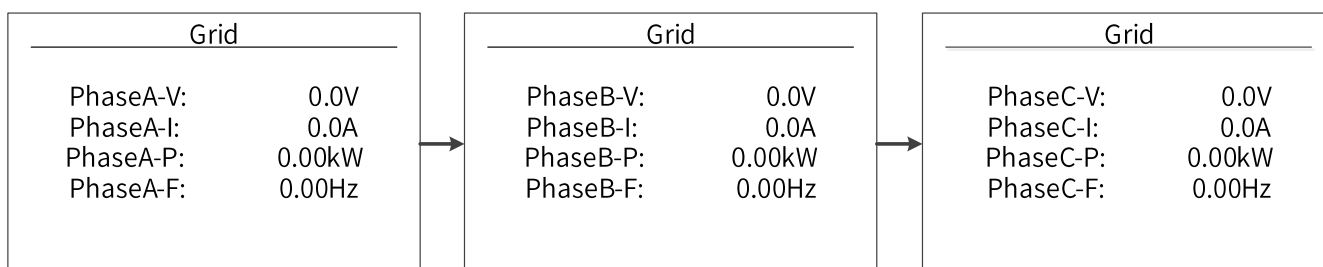 Grid
PhaseA-V: 0.0V
PhaseA-I: 0.0A
PhaseA-P: 0.00kW
PhaseA-F: 0.00Hz
Grid
PhaseB-V: 0.0V
PhaseB-I: 0.0A
PhaseB-P: 0.00kW
PhaseB-F: 0.00Hz
Grid
PhaseC-V: 0.0V
PhaseC-I: 0.0A
PhaseC-P: 0.00kW
PhaseC-F: 0.00Hz